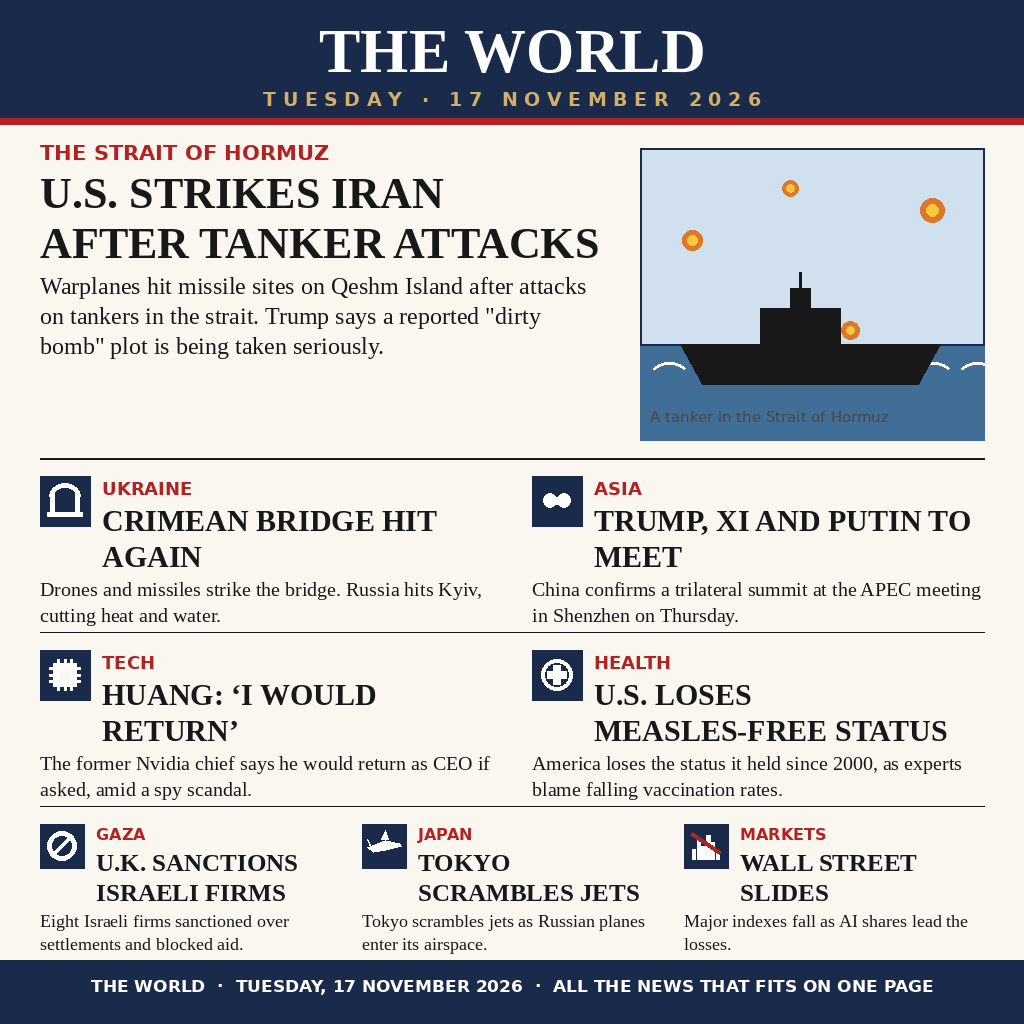 THE WORLD
TUESDAY · 17 NOVEMBER 2026
THE STRAIT OF HORMUZ
U.S. STRIKES IRAN
AFTER TANKER ATTACKS
Warplanes hit missile sites on Qeshm Island after attacks
on tankers in the strait. Trump says a reported "dirty
bomb" plot is being taken seriously.
A tanker in the Strait of Hormuz
UKRAINE
CRIMEAN BRIDGE HIT
AGAIN
Drones and missiles strike the bridge. Russia hits Kyiv,
cutting heat and water.
ASIA
TRUMP, XI AND PUTIN TO
MEET
China confirms a trilateral summit at the APEC meeting
in Shenzhen on Thursday.
TECH
HUANG: ‘I WOULD
RETURN’
The former Nvidia chief says he would return as CEO if
asked, amid a spy scandal.
HEALTH
U.S. LOSES
MEASLES-FREE STATUS
America loses the status it held since 2000, as experts
blame falling vaccination rates.
GAZA
U.K. SANCTIONS
ISRAELI FIRMS
Eight Israeli firms sanctioned over
settlements and blocked aid.
JAPAN
TOKYO
SCRAMBLES JETS
Tokyo scrambles jets as Russian planes
enter its airspace.
MARKETS
WALL STREET
SLIDES
Major indexes fall as AI shares lead the
losses.
THE WORLD · TUESDAY, 17 NOVEMBER 2026 · ALL THE NEWS THAT FITS ON ONE PAGE